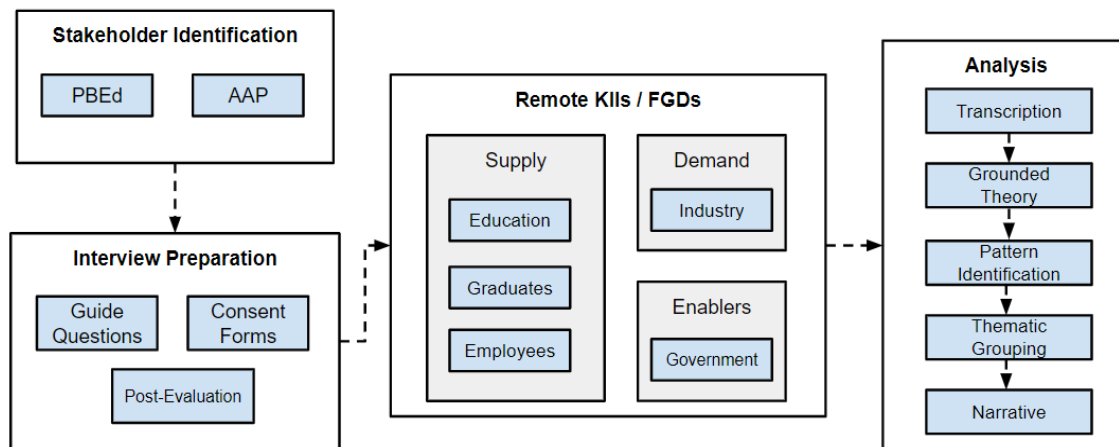 Stakeholder Identification
PBEd
AAP
Interview Preparation
Guide
Questions
Consent
Forms
Post-Evaluation
Remote KIIs / FGDs
Supply
Education
Graduates
Employees
Demand
Industry
Enablers
Government
Analysis
Transcription
Grounded
Theory
Pattern
Identification
Thematic
Grouping
Narrative